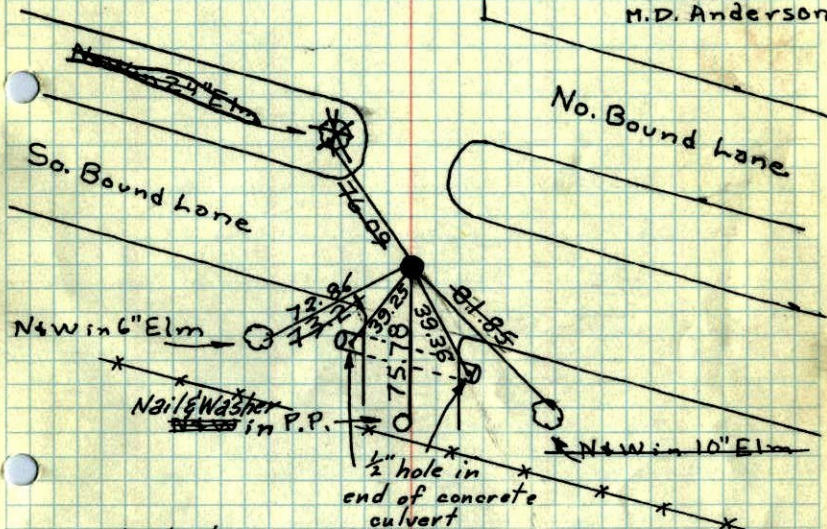 M.D. Anderson
N&W in 24" Elm
No. Bound Lane
So. Bound Lane
76.09
72.86
73.21
39.25
75.78
39.36
81.85
N&W in 6" Elm
Nail & Washer
N&W in P.P.
N&W in 10" Elm
1/2" hole in
end of concrete
culvert